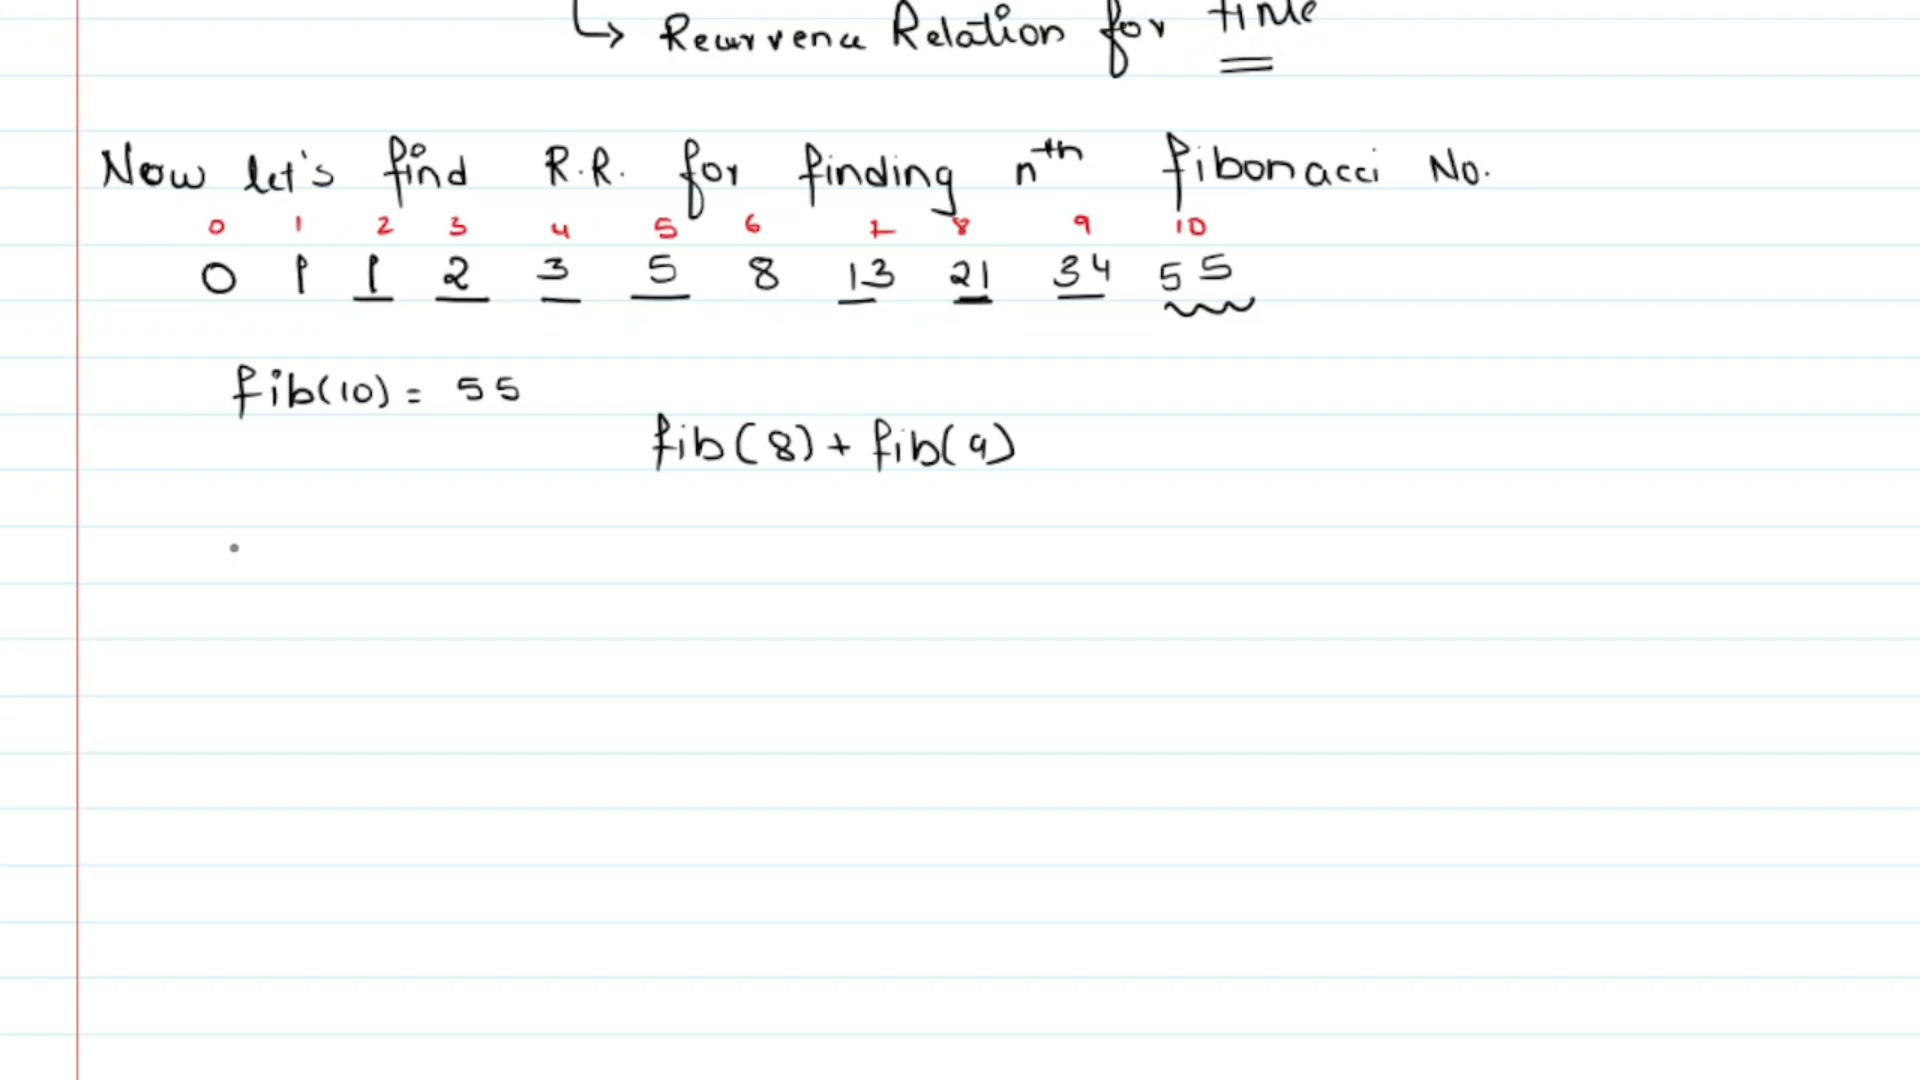 ↳ Recurrence Relation for time
Now let's find R.R. for finding nth fibonacci No.
0 1 2 3 4 5 6 7 8 9 10
0 1 1 2 3 5 8 13 21 34 55
fib(10) = 55
fib(8) + fib(9)